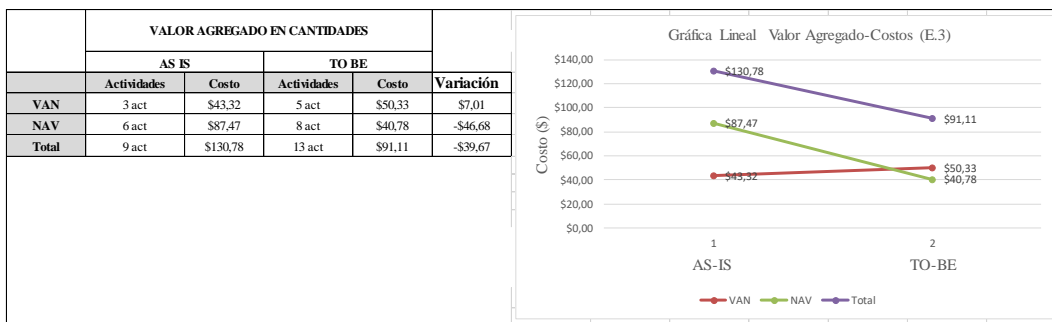 VALOR AGREGADO EN CANTIDADES
AS IS TO BE
Actividades Costo Actividades Costo Variación
VAN 3 act $43,32 5 act $50,33 $7,01
NAV 6 act $87,47 8 act $40,78 -$46,68
Total 9 act $130,78 13 act $91,11 -$39,67
Gráfica Lineal Valor Agregado-Costos (E.3)
Costo ($)
$140,00
$120,00
$100,00
$80,00
$60,00
$40,00
$20,00
$0,00
$130,78
$87,47
$43,32
$91,11
$50,33
$40,78
1 2
AS-IS TO-BE
VAN NAV Total